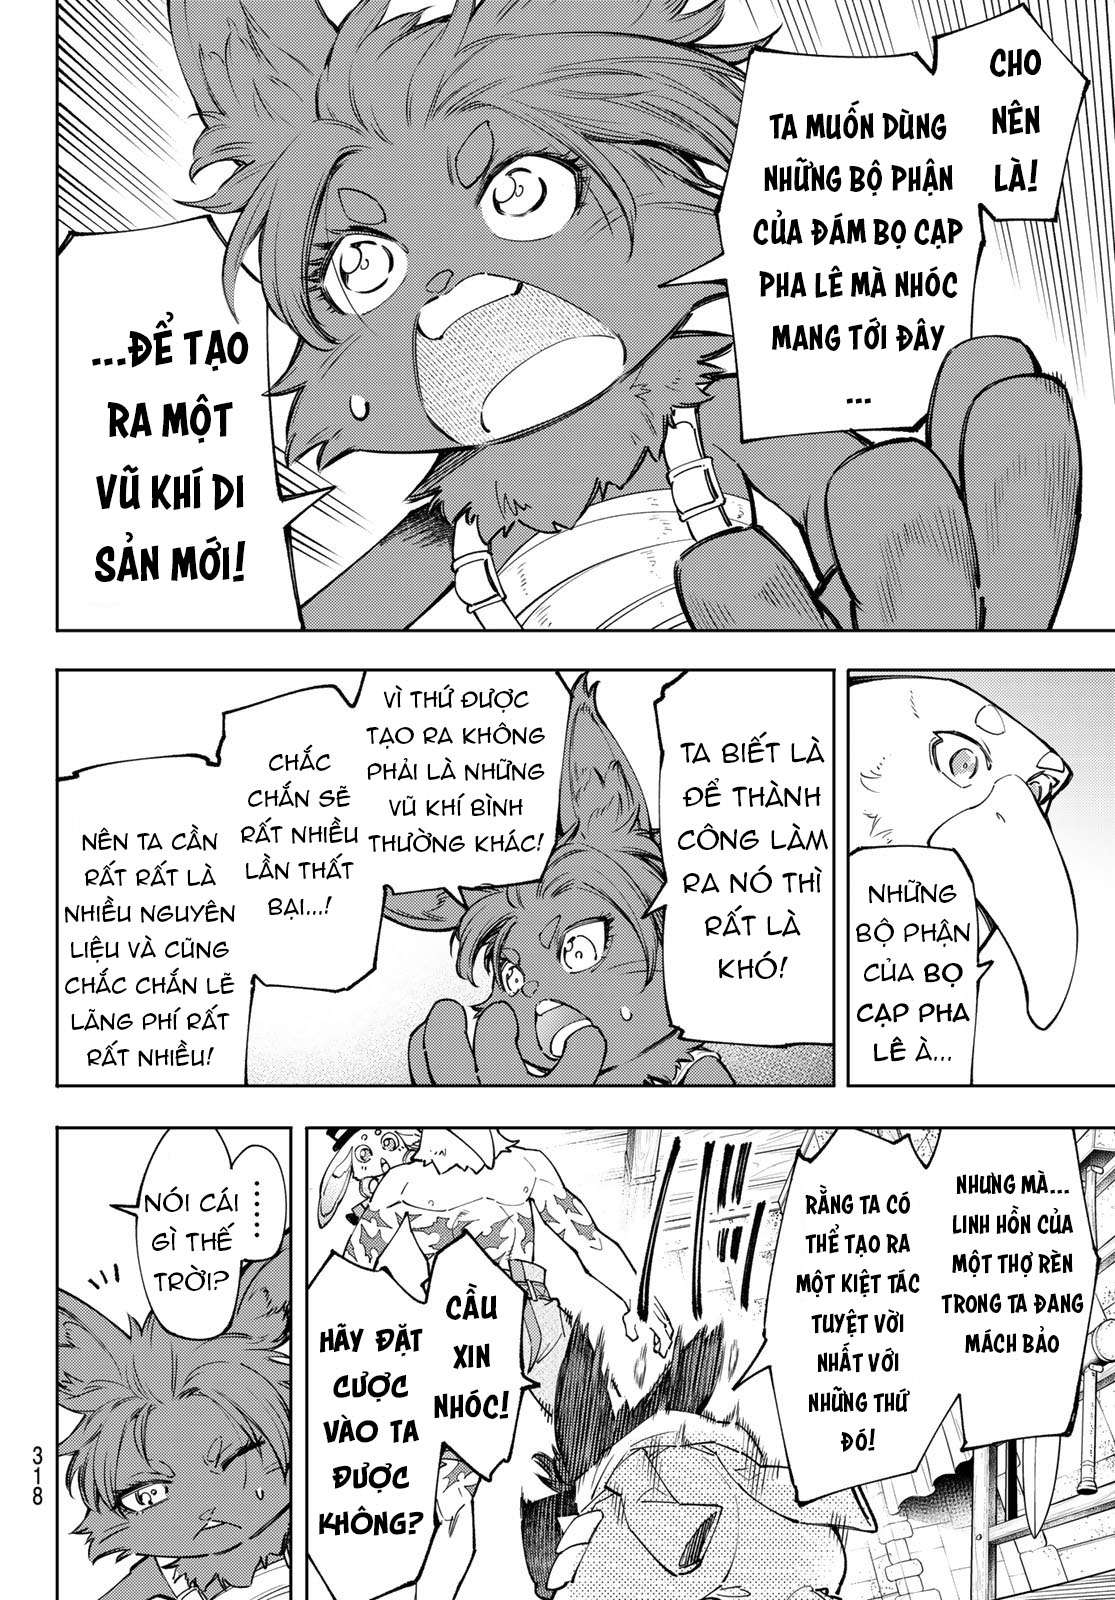 CHO
NÊN
LÀ!
TA MUỐN DÙNG
NHỮNG BỘ PHẬN
CỦA ĐÁM BỌ CẠP
PHA LÊ MÀ NHÓC
MANG TỚI ĐÂY
...
...ĐỂ TẠO
RA MỘT
VŨ KHÍ DI
SẢN MỚI!
NHỮNG
BỘ PHẬN
CỦA BỌ
CẠP PHA
LÊ À...
TA BIẾT LÀ
ĐỂ THÀNH
CÔNG LÀM
RA NÓ THÌ
RẤT LÀ
KHÓ!
VÌ THỨ ĐƯỢC
TẠO RA KHÔNG
PHẢI LÀ NHỮNG
VŨ KHÍ BÌNH
THƯỜNG KHÁC!
CHẮC
CHẮN SẼ
RẤT NHIỀU
LẦN THẤT
BẠI...!
NÊN TA CẦN
RẤT RẤT LÀ
NHIỀU NGUYÊN
LIỆU VÀ CŨNG
CHẮC CHẮN LẼ
LÃNG PHÍ RẤT
RẤT NHIỀU!
NHƯNG MÀ...
LINH HỒN CỦA
MỘT THỢ RÈN
TRONG TA ĐANG
MÁCH BẢO
RẰNG TA CÓ
THỂ TẠO RA
MỘT KIỆT TÁC
TUYỆT VỜI
NHẤT VỚI
NHỮNG THỨ
ĐÓ!
CẦU
XIN
NHÓC!
HÃY ĐẶT
CƯỢC
VÀO TA
ĐƯỢC
KHÔNG?
......
NÓI CÁI
GÌ THẾ
TRỜI?
318